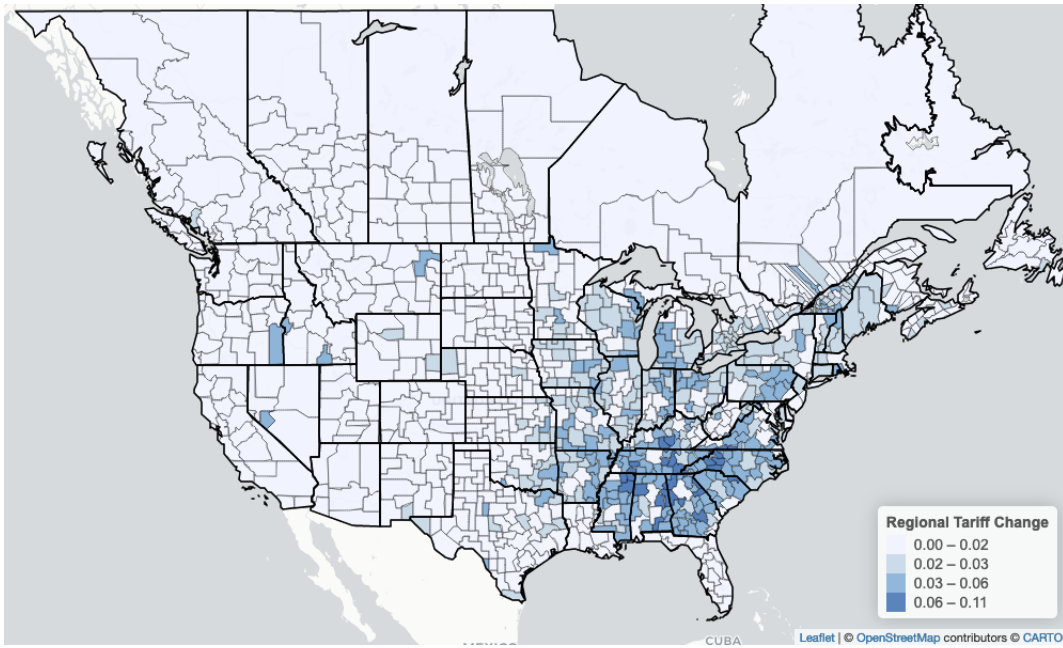 Regional Tariff Change
0.00 – 0.02
0.02 – 0.03
0.03 – 0.06
0.06 – 0.11
MEXICO
CUBA
Leaflet | © OpenStreetMap contributors © CARTO